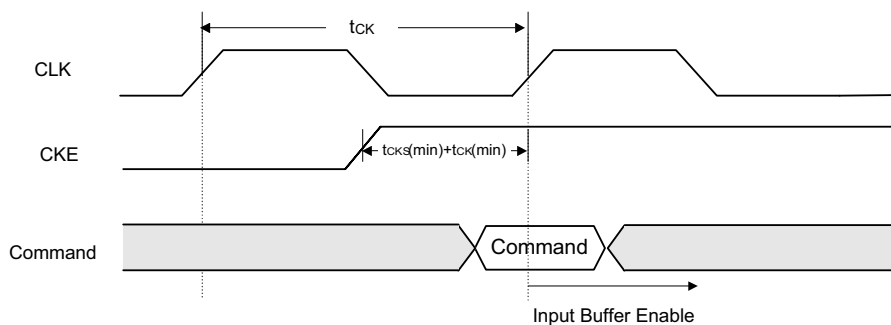 tCK
CLK
CKE
tCKS(min)+tCK(min)
Command
Command
Input Buffer Enable